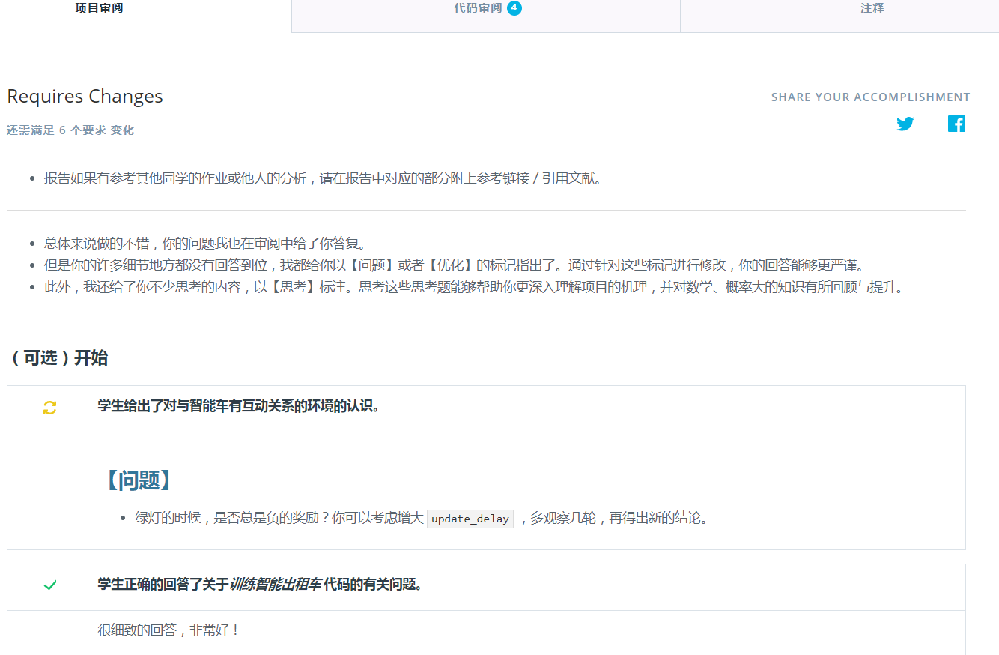 项目审阅
代码审阅 4
注释
Requires Changes
SHARE YOUR ACCOMPLISHMENT
还需满足 6 个要求 变化
报告如果有参考其他同学的作业或他人的分析，请在报告中对应的部分附上参考链接 / 引用文献。
总体来说做的不错，你的问题我也在审阅中给了你答复。
但是你的许多细节地方都没有回答到位，我都给你以【问题】或者【优化】的标记指出了。通过针对这些标记进行修改，你的回答能够更严谨。
此外，我还给了你不少思考的内容，以【思考】标注。思考这些思考题能够帮助你更深入理解项目的机理，并对数学、概率大的知识有所回顾与提升。
（可选）开始
学生给出了对与智能车有互动关系的环境的认识。
【问题】
绿灯的时候，是否总是负的奖励？你可以考虑增大 update_delay ，多观察几轮，再得出新的结论。
学生正确的回答了关于训练智能出租车代码的有关问题。
很细致的回答，非常好！